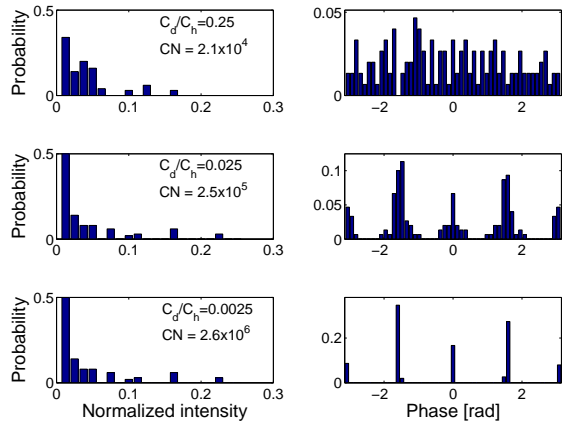 0.5
0
Probability
C_d/C_h=0.25
CN = 2.1x10^4
0 0.1 0.2 0.3
0.05
0
−2 0 2
0.5
0
Probability
C_d/C_h=0.025
CN = 2.5x10^5
0 0.1 0.2 0.3
0.1
0.05
0
−2 0 2
0.5
0
Probability
C_d/C_h=0.0025
CN = 2.6x10^6
0 0.1 0.2 0.3
Normalized intensity
0.2
0
−2 0 2
Phase [rad]